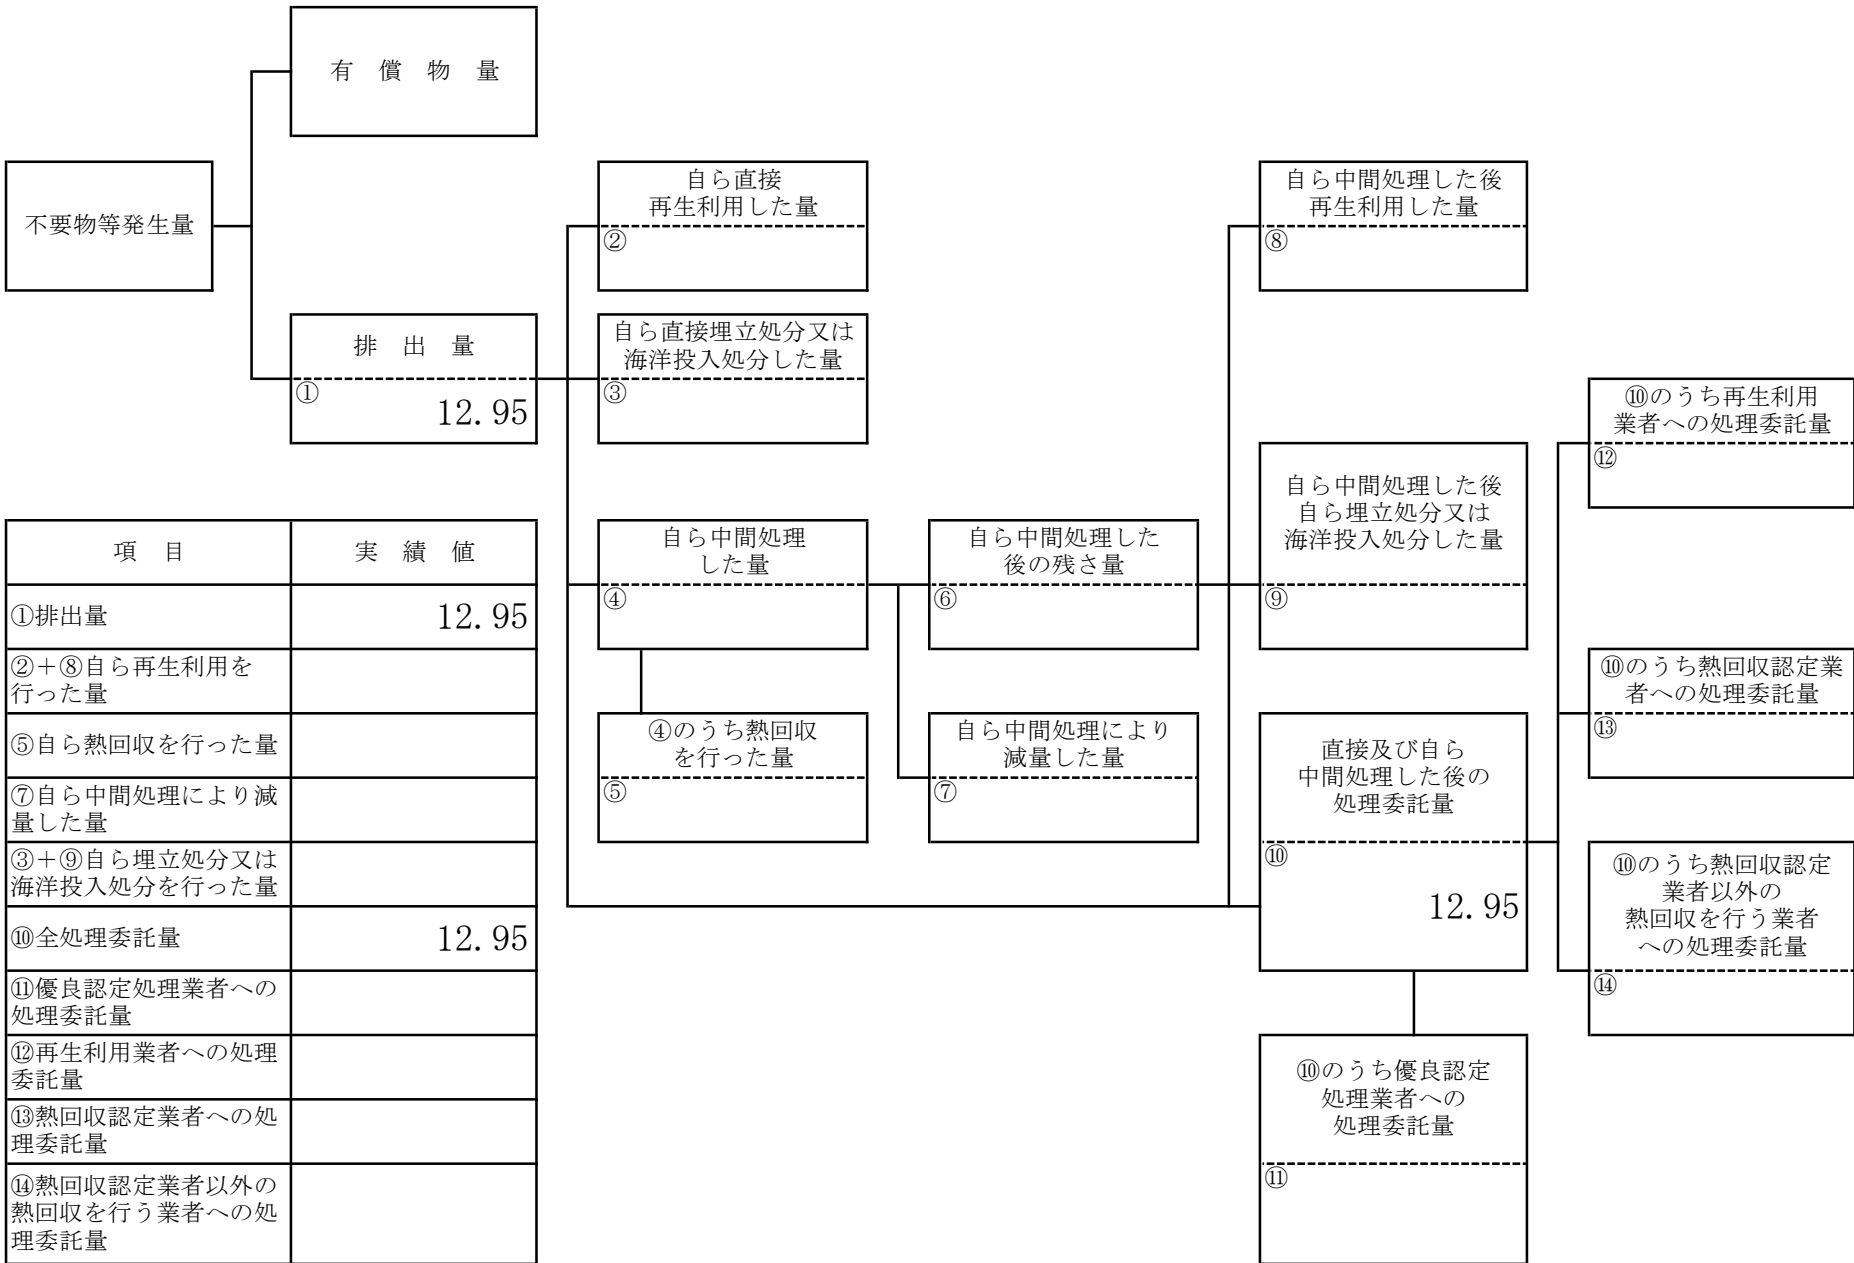 有 償 物 量
不要物等発生量
排 出 量
①
12.95
自ら直接
再生利用した量
②
自ら直接埋立処分又は
海洋投入処分した量
③
自ら中間処理
した量
④
④のうち熱回収
を行った量
⑤
自ら中間処理した
後の残さ量
⑥
自ら中間処理により
減量した量
⑦
自ら中間処理した後
再生利用した量
⑧
自ら中間処理した後
自ら埋立処分又は
海洋投入処分した量
⑨
直接及び自ら
中間処理した後の
処理委託量
⑩
12.95
⑩のうち優良認定
処理業者への
処理委託量
⑪
⑩のうち再生利用
業者への処理委託量
⑫
⑩のうち熱回収認定業
者への処理委託量
⑬
⑩のうち熱回収認定
業者以外の
熱回収を行う業者
への処理委託量
⑭
項 目 実 績 値
①排出量 12.95
②＋⑧自ら再生利用を
行った量
⑤自ら熱回収を行った量
⑦自ら中間処理により減
量した量
③＋⑨自ら埋立処分又は
海洋投入処分を行った量
⑩全処理委託量 12.95
⑪優良認定処理業者への
処理委託量
⑫再生利用業者への処理
委託量
⑬熱回収認定業者への処
理委託量
⑭熱回収認定業者以外の
熱回収を行う業者への処
理委託量